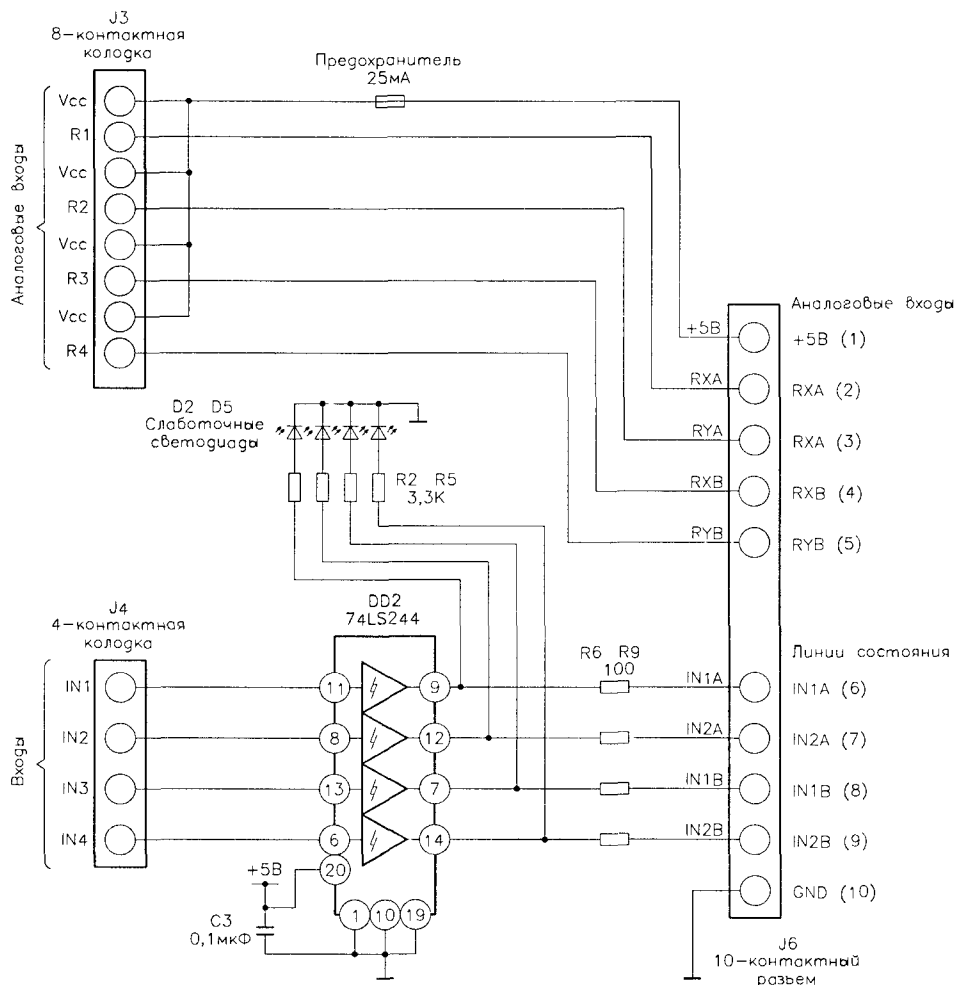 J3
8-контактная
колодка
Предохранитель
25мА
Аналоговые входы
Vcc
R1
Vcc
R2
Vcc
R3
Vcc
R4
Аналоговые входы
+5В
+5В (1)
RXA
RXA (2)
RYA
RXA (3)
RXB
RXB (4)
RYB
RYB (5)
D2 D5
Слаботочные
светодиады
R2 R5
3,3К
J4
4-контактная
колодка
DD2
74LS244
R6 R9
100
Линии состояния
Входы
IN1
11
9
IN1A
IN1A (6)
IN2
8
12
IN2A
IN2A (7)
IN3
13
7
IN1B
IN1B (8)
IN4
6
14
IN2B
IN2B (9)
+5В
20
GND (10)
C3
0,1мкФ
1
10
19
J6
10-контактный
разъем